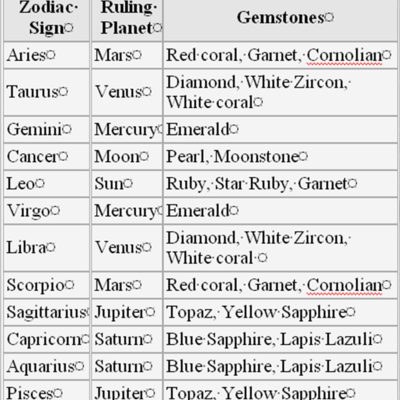 Zodiac Sign Ruling Planet Gemstones
Aries Mars Red coral, Garnet, Cornolian
Taurus Venus Diamond, White Zircon,
White coral
Gemini Mercury Emerald
Cancer Moon Pearl, Moonstone
Leo Sun Ruby, Star Ruby, Garnet
Virgo Mercury Emerald
Libra Venus Diamond, White Zircon,
White coral
Scorpio Mars Red coral, Garnet, Cornolian
Sagittarius Jupiter Topaz, Yellow Sapphire
Capricorn Saturn Blue Sapphire, Lapis Lazuli
Aquarius Saturn Blue Sapphire, Lapis Lazuli
Pisces Jupiter Topaz, Yellow Sapphire